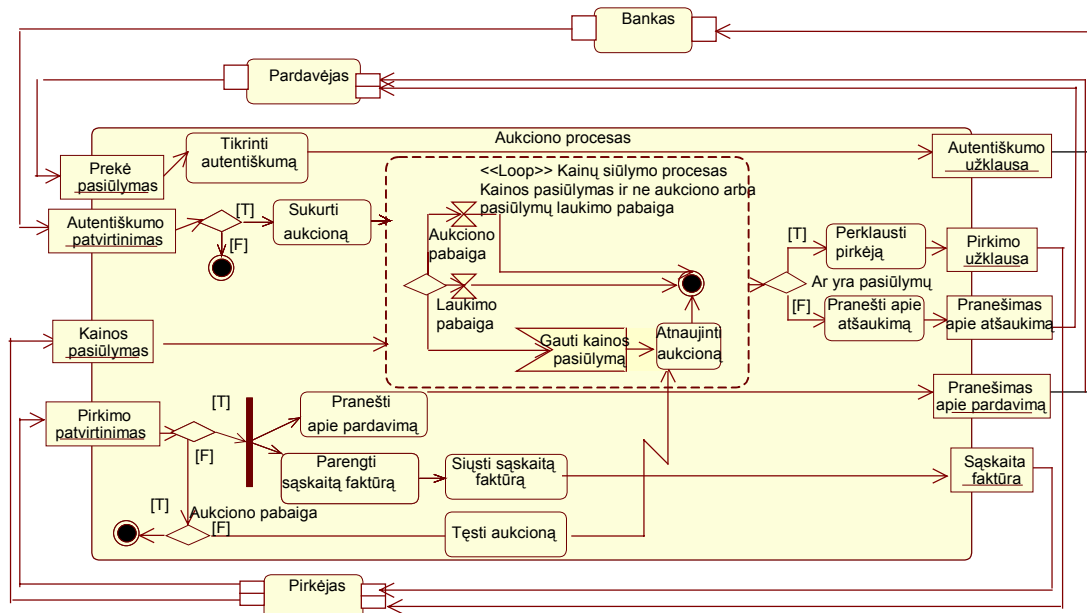 Bankas
Pardavėjas
Aukciono procesas
Tikrinti
autentiškumą
Prekė
pasiūlymas
Autentiškumo
užklausa
<<Loop>> Kainų siūlymo procesas
Kainos pasiūlymas ir ne aukciono arba
pasiūlymų laukimo pabaiga
Autentiškumo
patvirtinimas
[T]
[F]
Sukurti
aukcioną
Aukciono
pabaiga
Laukimo
pabaiga
Gauti kainos
pasiūlymą
Atnaujinti
aukcioną
[T]
Ar yra pasiūlymų
[F]
Perklausti
pirkėją
Pirkimo
užklausa
Pranešti apie
atšaukimą
Pranešimas
apie atšaukimą
Kainos
pasiūlymas
Pirkimo
patvirtinimas
[T]
[F]
Pranešti
apie pardavimą
Pranešimas
apie pardavimą
Parengti
sąskaitą faktūrą
Siųsti sąskaitą
faktūrą
Sąskaita
faktūra
[T]
Aukciono pabaiga
[F]
Tęsti aukcioną
Pirkėjas